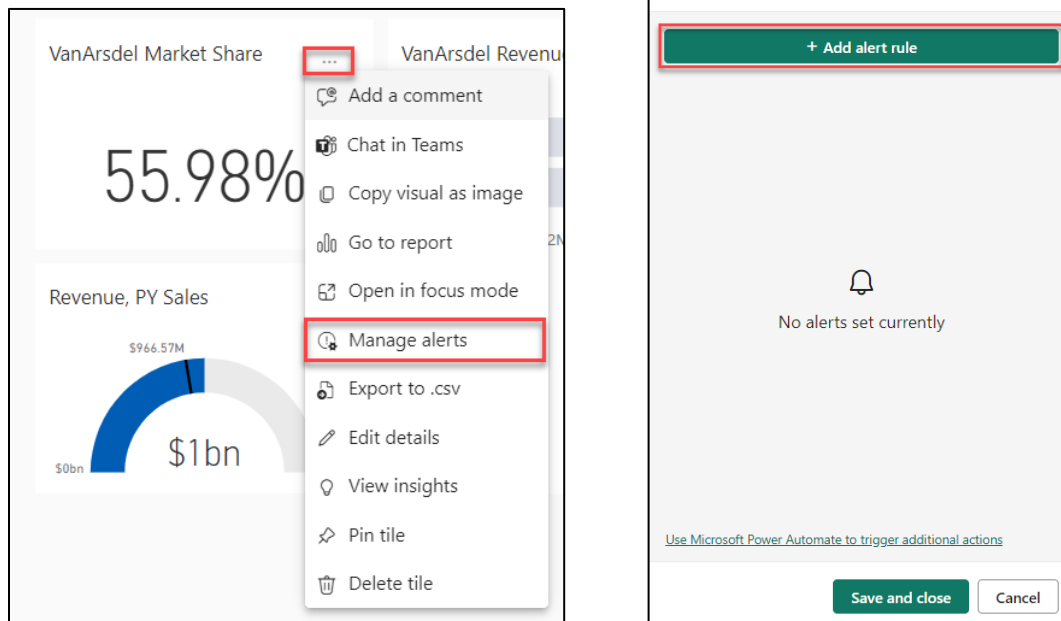 VanArsdel Market Share
...
VanArsdel Revenu
55.98%
Add a comment
Chat in Teams
Copy visual as image
Go to report
Open in focus mode
Manage alerts
Export to .csv
Edit details
View insights
Pin tile
Delete tile
2M
Revenue, PY Sales
$966.57M
$0bn
$1bn
+ Add alert rule
No alerts set currently
Use Microsoft Power Automate to trigger additional actions
Save and close
Cancel